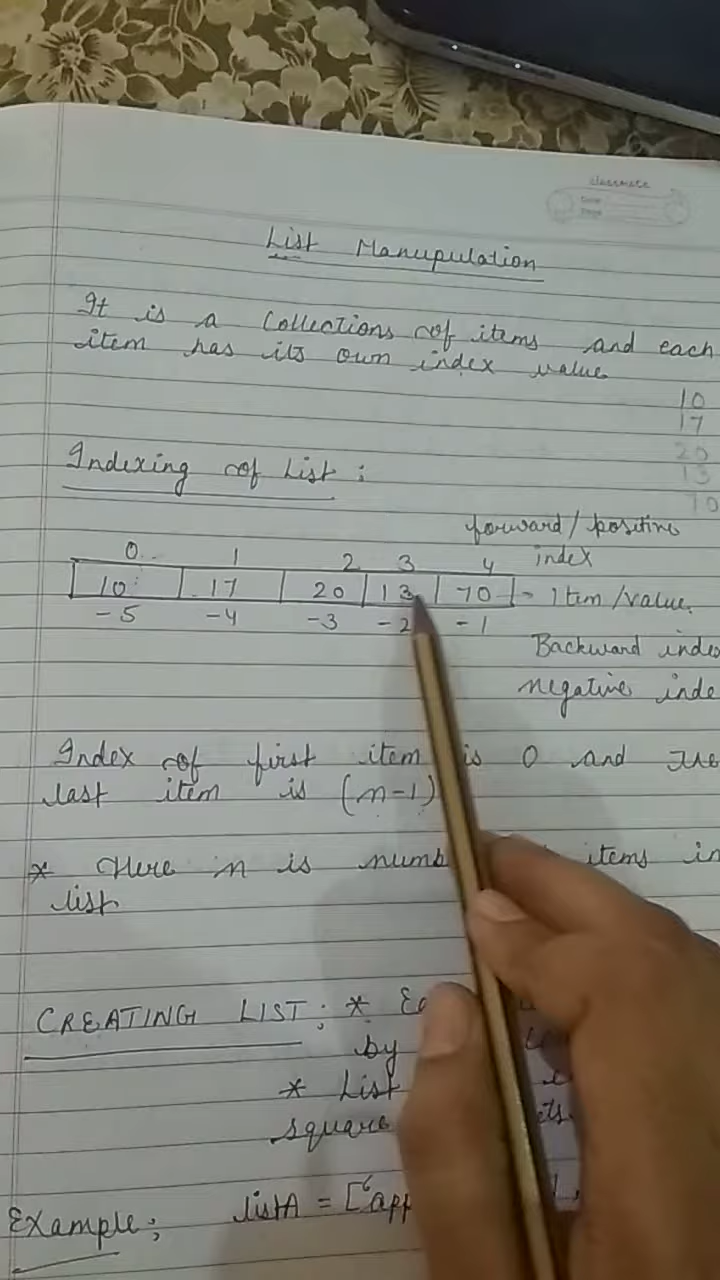 classmate
List Manupulation
It is a Collections of items and each
item has its own index value
10
17
20
13
70
Indexing of List :
forward/positive
index
0 1 2 3 4
10 17 20 13 70 = Item/value
-5 -4 -3 -2 -1
Backward inde
negative inde
Index of first item is 0 and the
last item is (n-1)
* Here n is numb items in
list
CREATING LIST : *
by
* List
square ets.
Example : listA = ['app